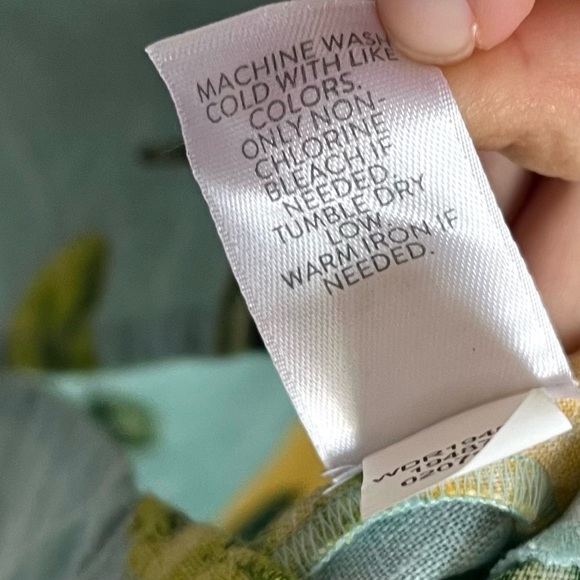 MACHINE WASH
COLD WITH LIKE
COLORS.
ONLY NON-
CHLORINE
BLEACH IF
NEEDED.
TUMBLE DRY
LOW
WARM IRON IF
NEEDED.